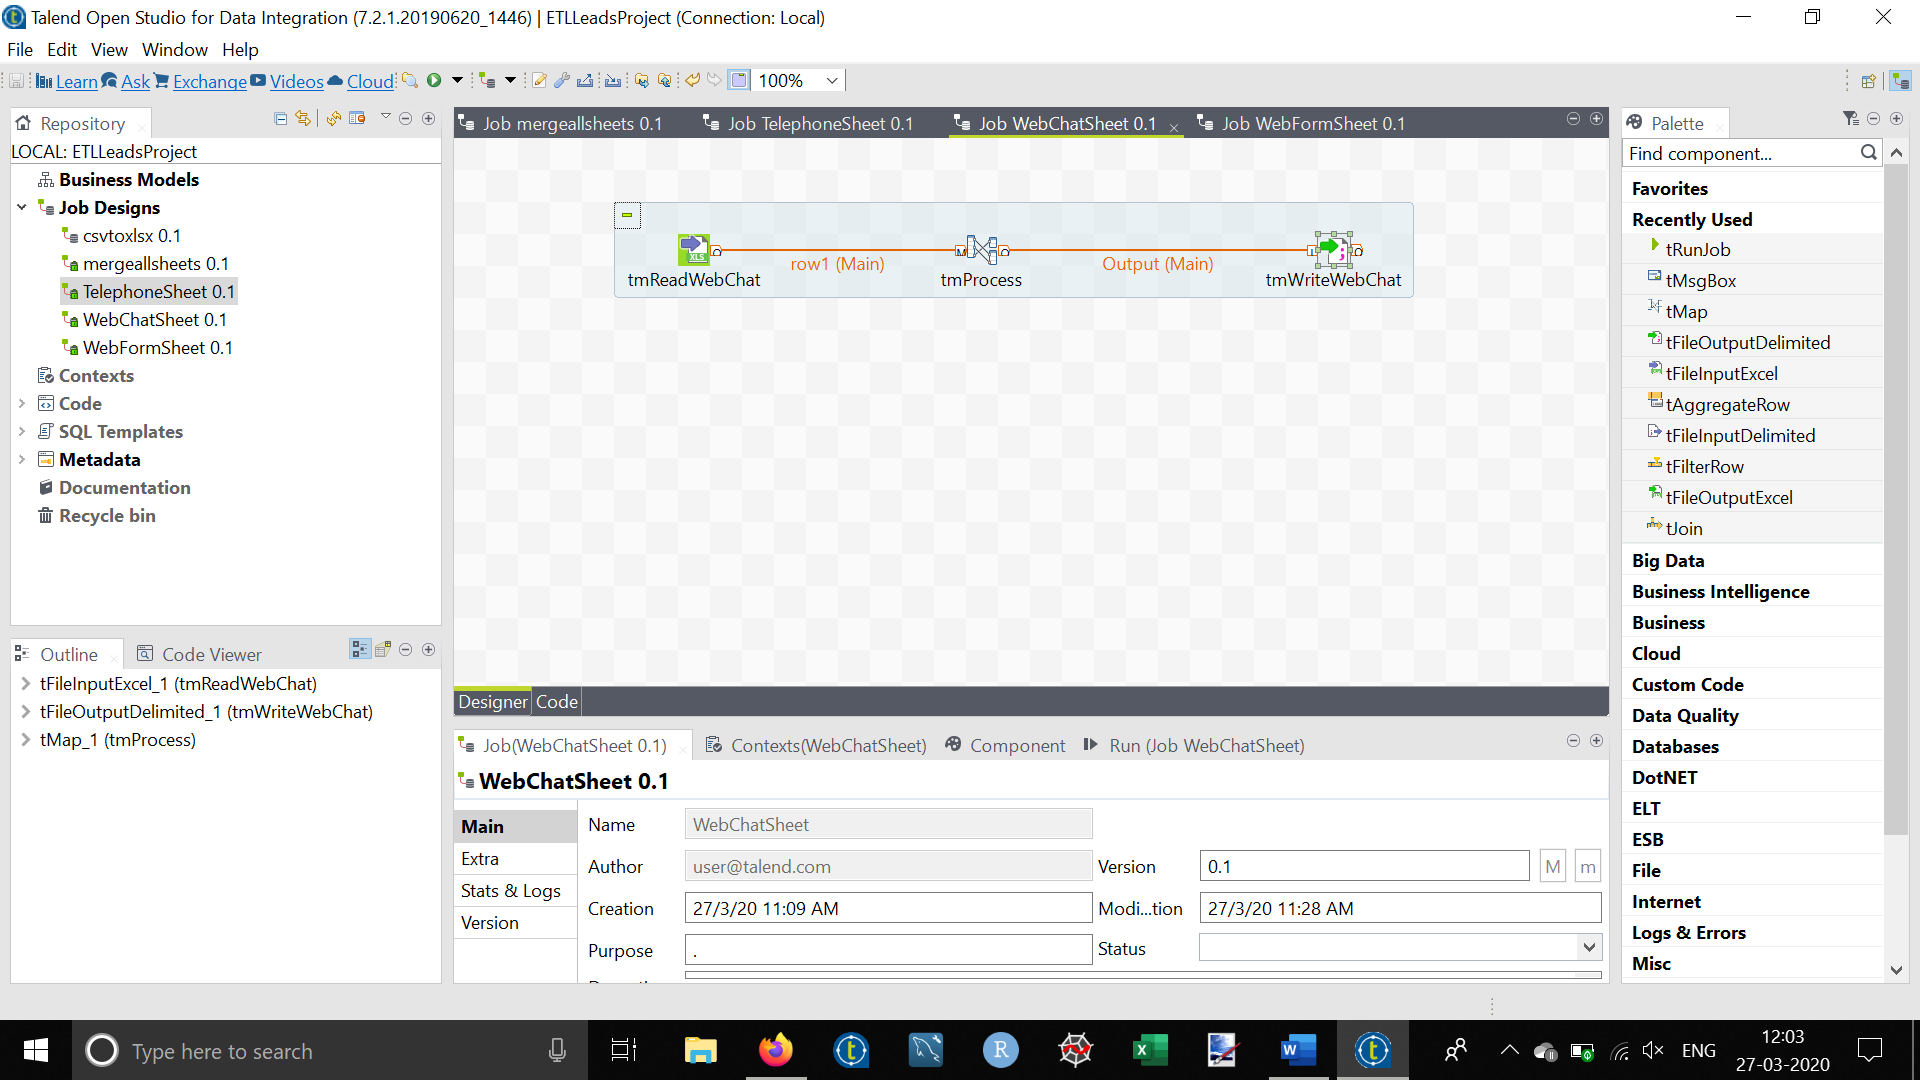 Talend Open Studio for Data Integration (7.2.1.20190620_1446) | ETLLeadsProject (Connection: Local)
File Edit View Window Help
Learn Ask Exchange Videos Cloud 100%
Repository
LOCAL: ETLLeadsProject
Business Models
Job Designs
csvtoxlsx 0.1
mergeallsheets 0.1
TelephoneSheet 0.1
WebChatSheet 0.1
WebFormSheet 0.1
Contexts
Code
SQL Templates
Metadata
Documentation
Recycle bin
Outline Code Viewer
tFileInputExcel_1 (tmReadWebChat)
tFileOutputDelimited_1 (tmWriteWebChat)
tMap_1 (tmProcess)
Job mergeallsheets 0.1 Job TelephoneSheet 0.1 Job WebChatSheet 0.1 Job WebFormSheet 0.1
row1 (Main) Output (Main)
tmReadWebChat tmProcess tmWriteWebChat
Designer Code
Job(WebChatSheet 0.1) Contexts(WebChatSheet) Component Run (Job WebChatSheet)
WebChatSheet 0.1
Main
Extra
Stats & Logs
Version
Name WebChatSheet
Author user@talend.com Version 0.1 M m
Creation 27/3/20 11:09 AM Modi...tion 27/3/20 11:28 AM
Purpose . Status
Palette
Find component...
Favorites
Recently Used
tRunJob
tMsgBox
tMap
tFileOutputDelimited
tFileInputExcel
tAggregateRow
tFileInputDelimited
tFilterRow
tFileOutputExcel
tJoin
Big Data
Business Intelligence
Business
Cloud
Custom Code
Data Quality
Databases
DotNET
ELT
ESB
File
Internet
Logs & Errors
Misc
Type here to search
ENG
12:03
27-03-2020